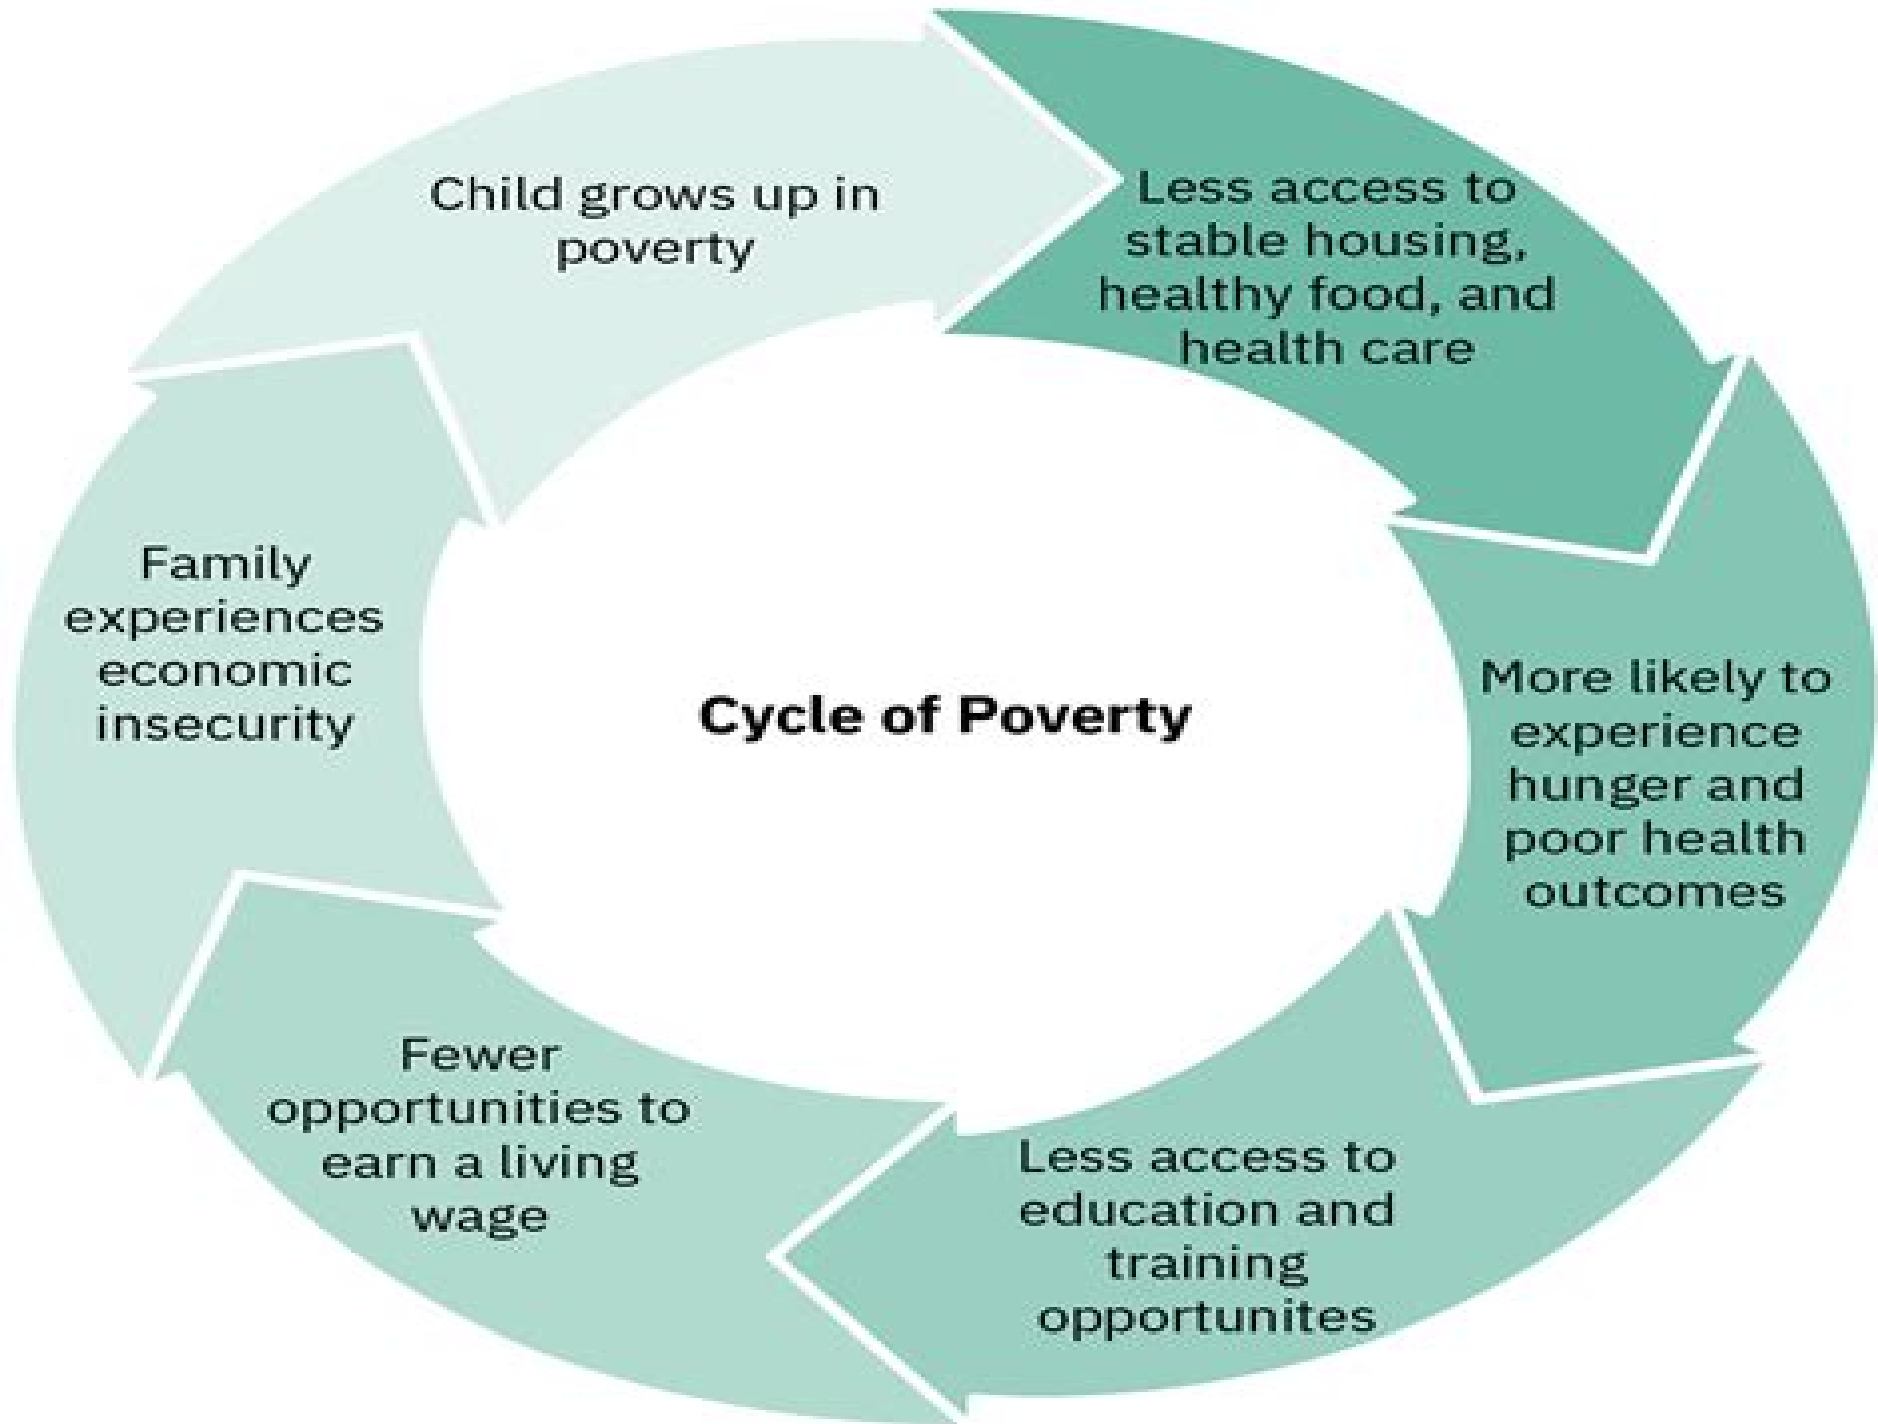 Child grows up in
poverty
Less access to
stable housing,
healthy food, and
health care
More likely to
experience
hunger and
poor health
outcomes
Less access to
education and
training
opportunites
Fewer
opportunities to
earn a living
wage
Family
experiences
economic
insecurity
Cycle of Poverty